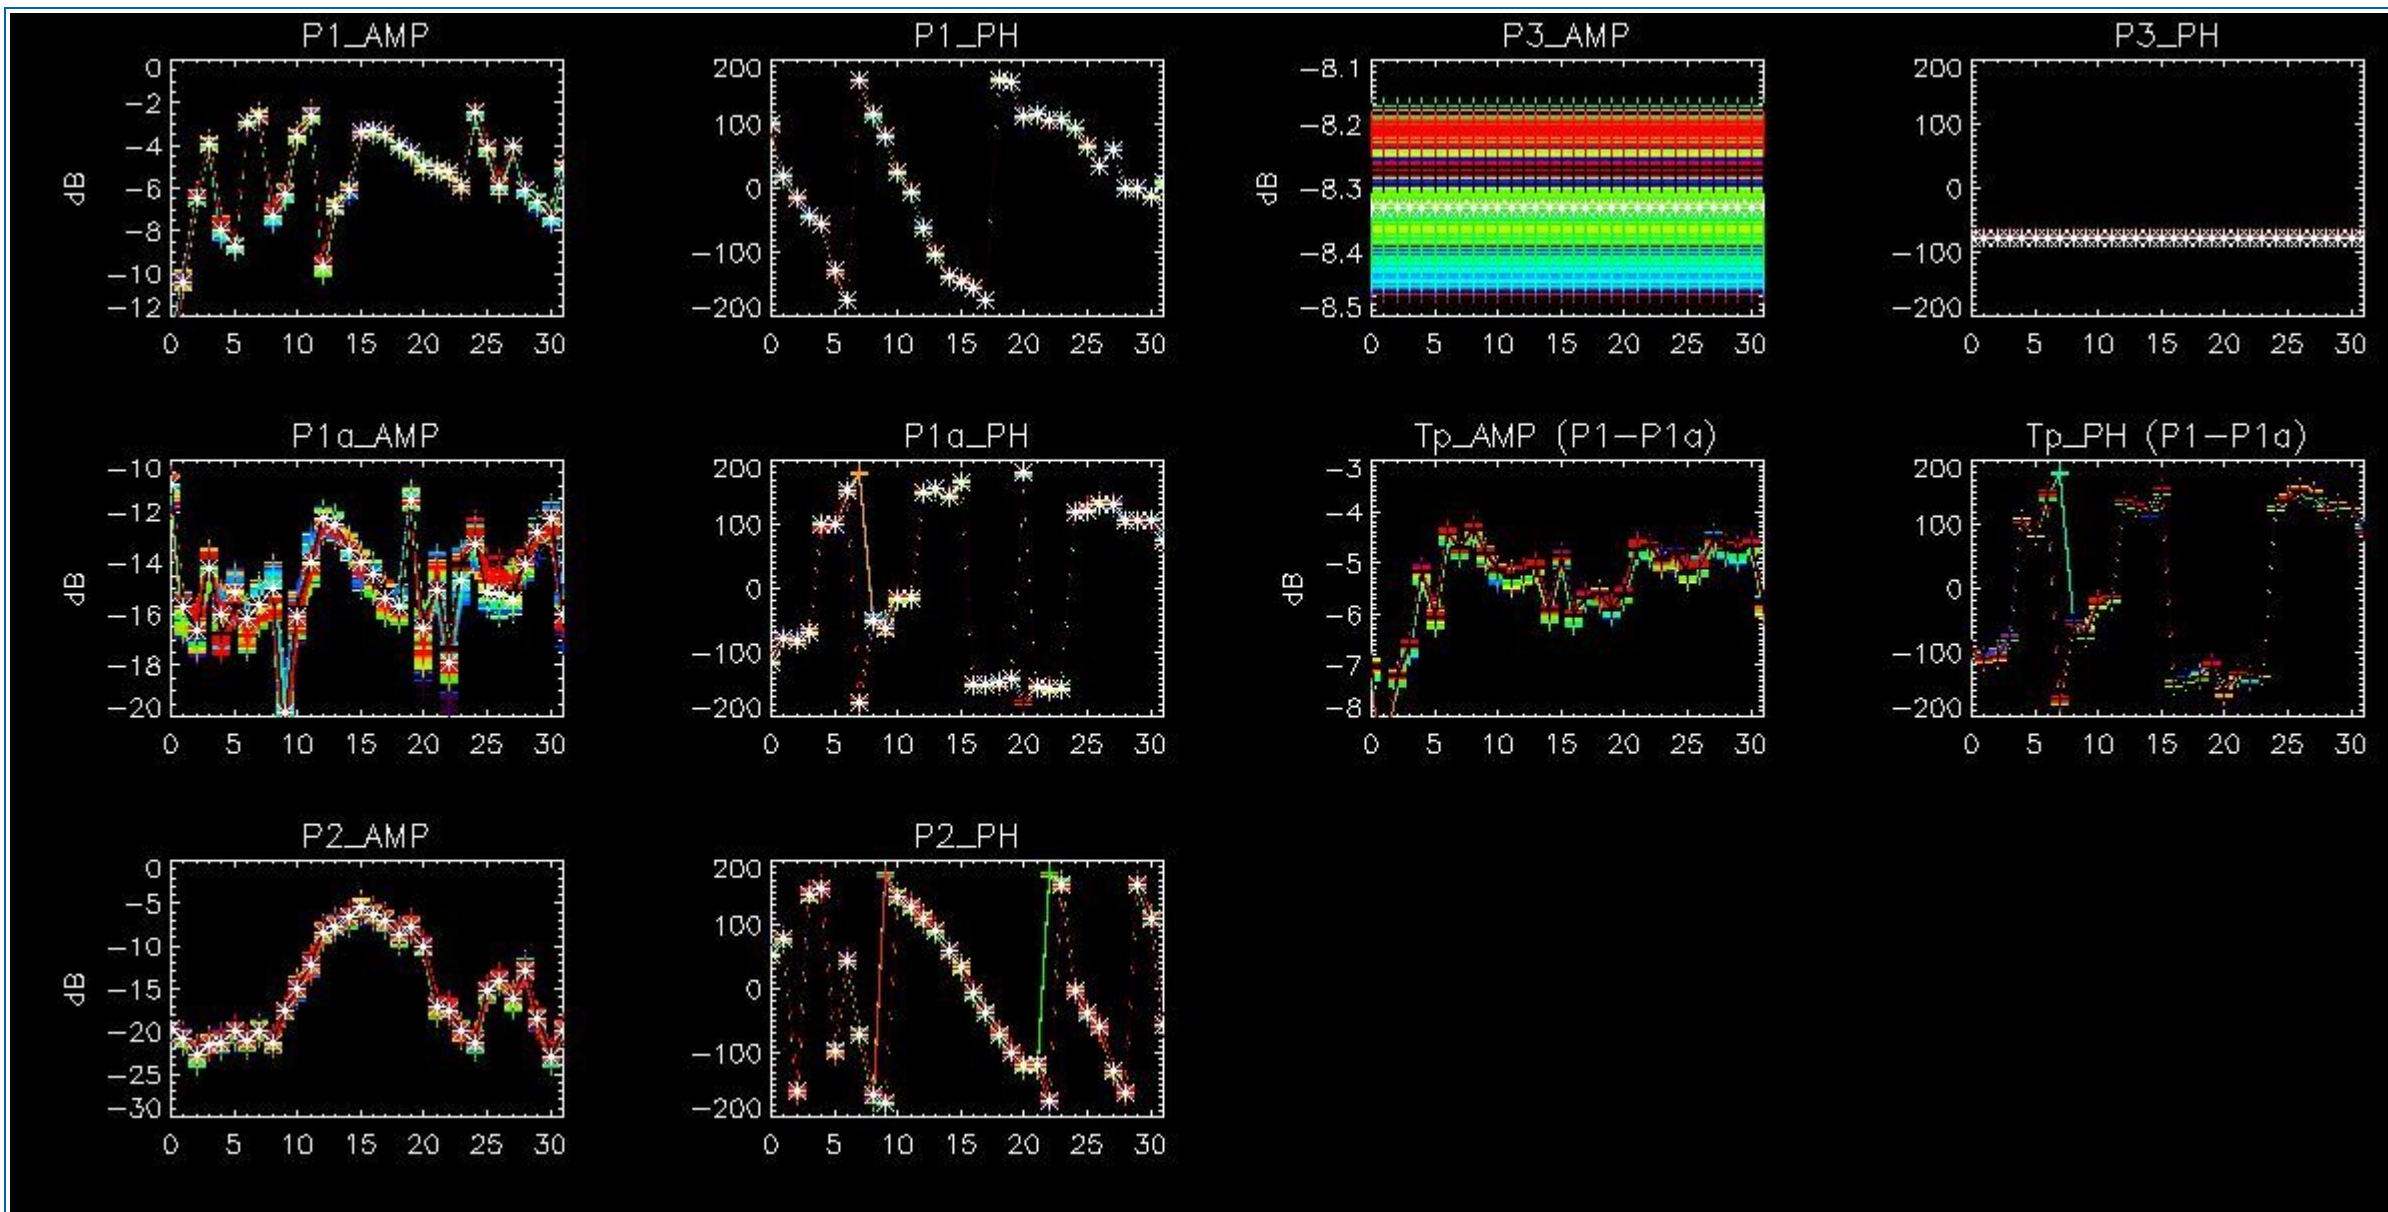 P1_AMP P1_PH P3_AMP P3_PH
0 200 −8.1 200
−2
−4 100 −8.2 100
dB −6 0 dB −8.3 0
−8
−10 −100 −8.4 −100
−12 −200 −8.5 −200
0 5 10 15 20 25 30 0 5 10 15 20 25 30 0 5 10 15 20 25 30 0 5 10 15 20 25 30
P1a_AMP P1a_PH Tp_AMP (P1−P1a) Tp_PH (P1−P1a)
−10 200 −3 200
−12 100 −4 100
−14 −5
dB 0 dB 0
−16 −6
−18 −100 −7 −100
−20 −200 −8 −200
0 5 10 15 20 25 30 0 5 10 15 20 25 30 0 5 10 15 20 25 30 0 5 10 15 20 25 30
P2_AMP P2_PH
0 200
−5 100
−10
dB −15 0
−20 −100
−25
−30 −200
0 5 10 15 20 25 30 0 5 10 15 20 25 30